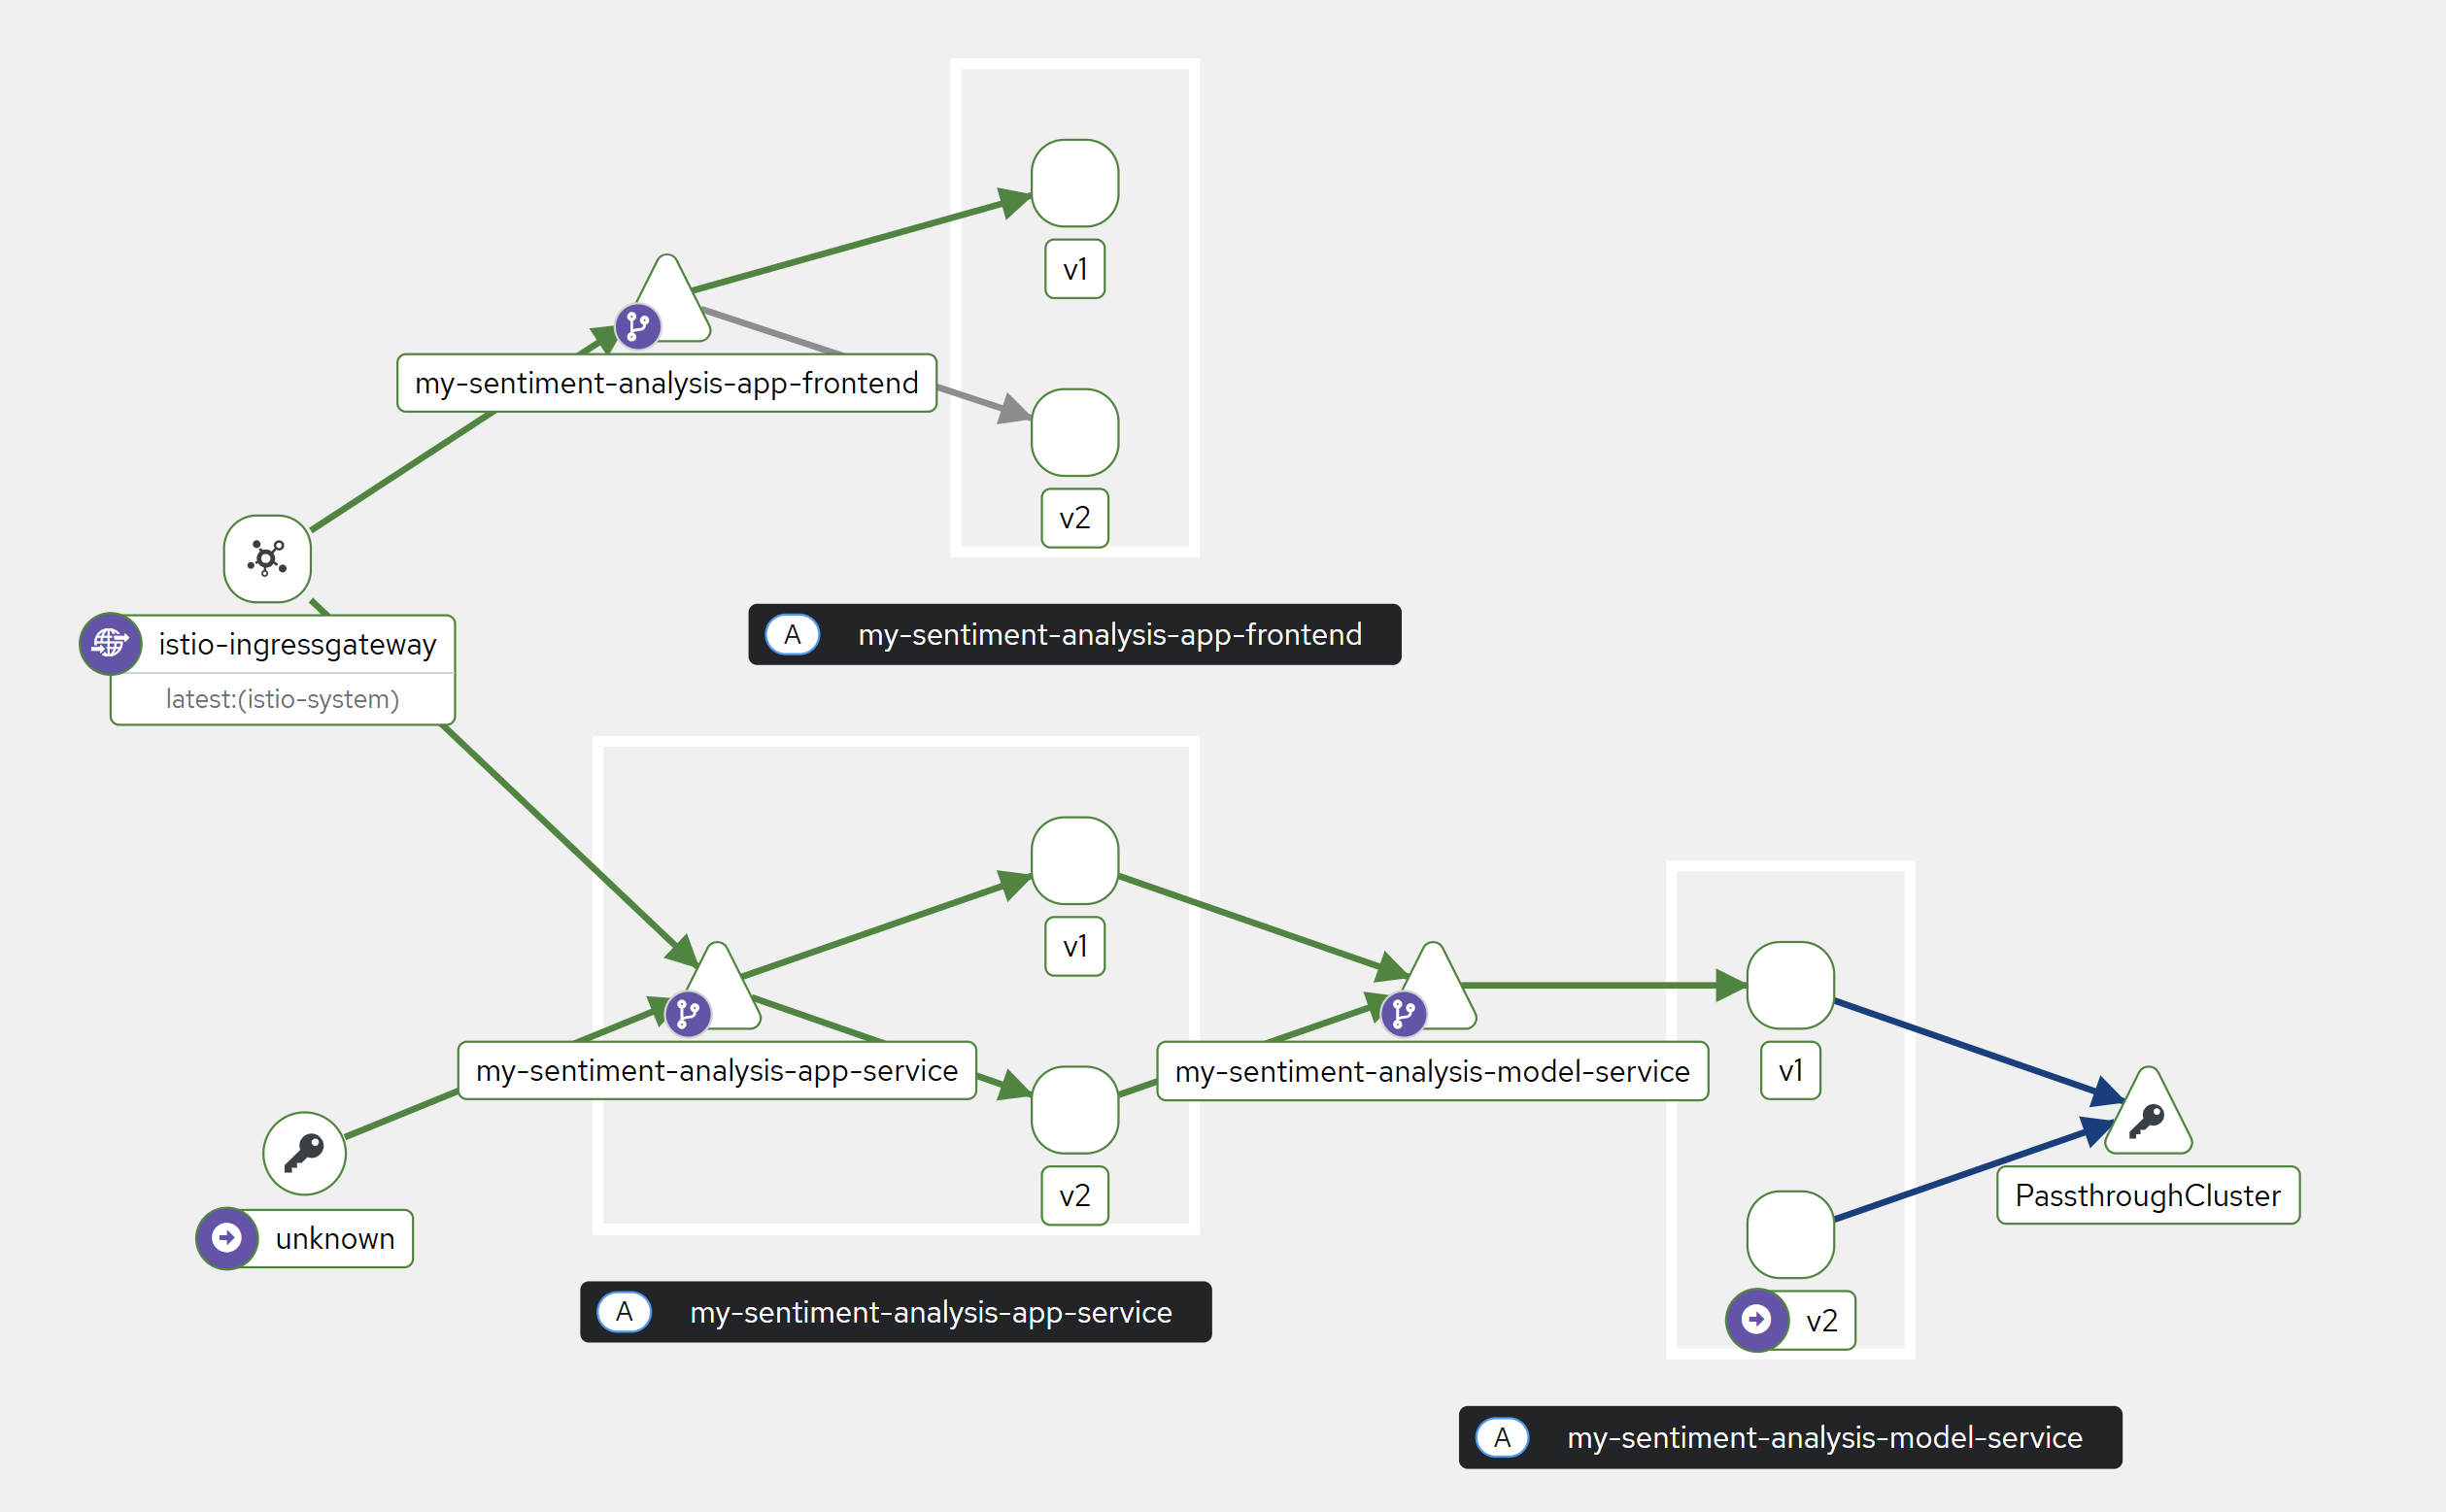 v1
my-sentiment-analysis-app-frontend
v2
A my-sentiment-analysis-app-frontend
istio-ingressgateway
latest:(istio-system)
v1
my-sentiment-analysis-app-service
my-sentiment-analysis-model-service
v1
v2
PassthroughCluster
unknown
v2
A my-sentiment-analysis-app-service
A my-sentiment-analysis-model-service